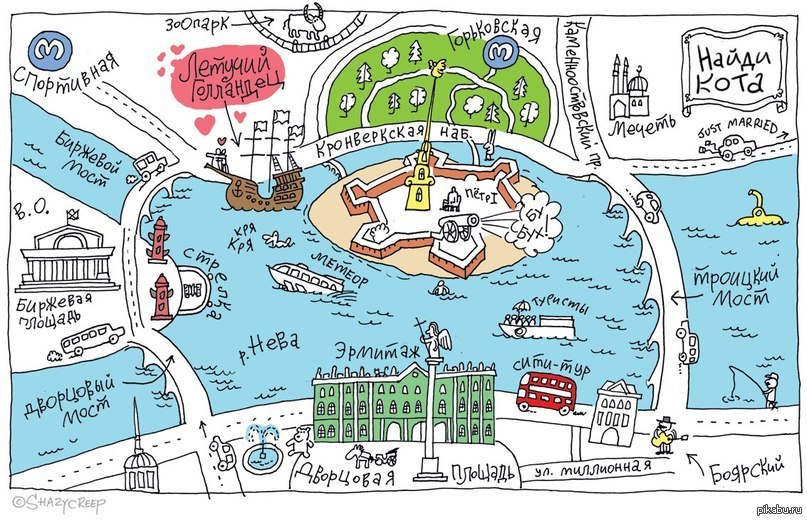 ЗООПАРК
СПОРТИВНАЯ
Летучий
Голландец
Горьковская
Каменноостровский пр.
Найди
Кота
Мечеть
JUST MARRIED
КРОНВЕРКСКАЯ НАБ.
Биржевой
Мост
В.О.
ПЁТР I
БУ
БУХ!
КРЯ
КРЯ
МЕТЕОР
СТРЕЛКА
Биржевая
площадь
ТРОИЦКИЙ
МОСТ
ТУРИСТЫ
р. Нева
Эрмитаж
СИТИ-ТУР
Дворцовый
Мост
Дворцовая
Площадь
ул. Миллионная
Боярский
©SHAZYCREEP
pikabu.ru